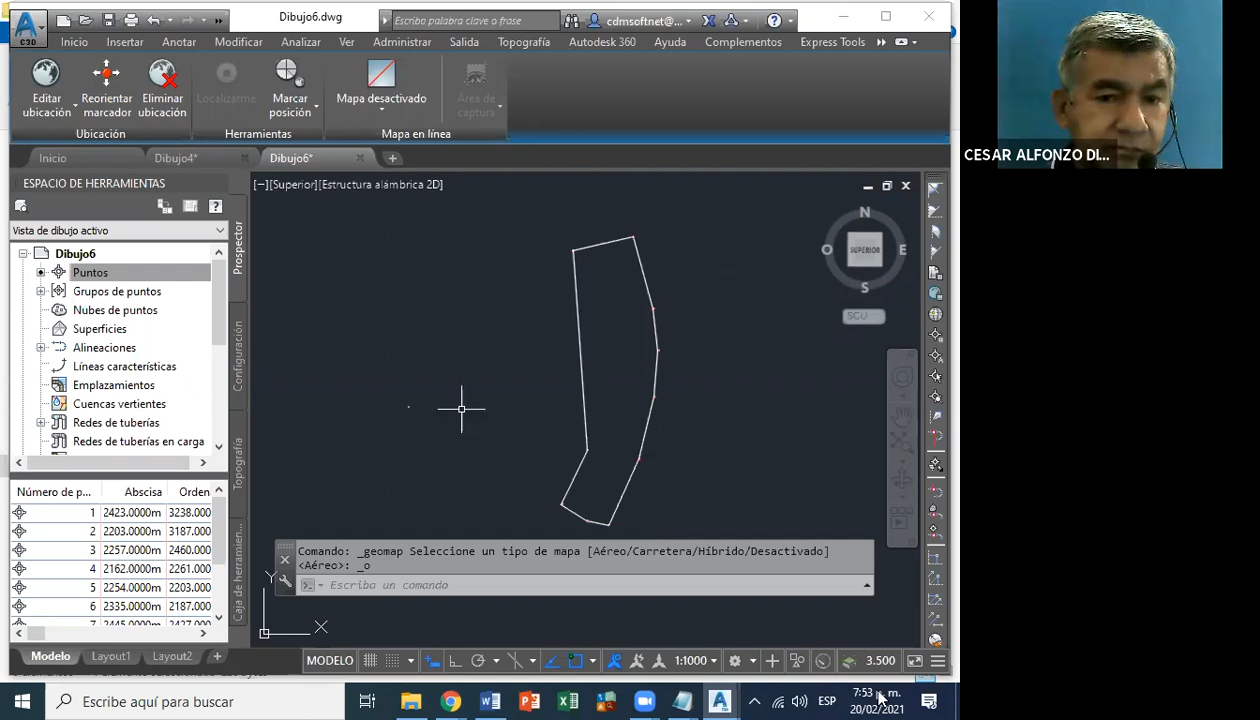 Dibujo6.dwg
Escriba palabra clave o frase
cdmsoftnet@...
C3D
Inicio Insertar Anotar Modificar Analizar Ver Administrar Salida Topografía Autodesk 360 Ayuda Complementos Express Tools
Editar ubicación
Reorientar marcador
Eliminar ubicación
Localizarme
Marcar posición
Mapa desactivado
Área de captura
Ubicación Herramientas Mapa en línea
Inicio Dibujo4* Dibujo6*
ESPACIO DE HERRAMIENTAS
Vista de dibujo activo
Dibujo6
Puntos
Grupos de puntos
Nubes de puntos
Superficies
Alineaciones
Líneas características
Emplazamientos
Cuencas vertientes
Redes de tuberías
Redes de tuberías en carga
Prospector
Configuración
Topografía
Caja de herramien...
Número de p... Abscisa Orden
1 2423.0000m 3238.000
2 2203.0000m 3187.000
3 2257.0000m 2460.000
4 2162.0000m 2261.000
5 2254.0000m 2203.000
6 2335.0000m 2187.000
7 2445.0000m 2427.000
[−][Superior][Estructura alámbrica 2D]
N
O SUPERIOR E
S
SCU
Comando: _geomap Seleccione un tipo de mapa [Aéreo/Carretera/Híbrido/Desactivado]
<Aéreo>: _o
Escriba un comando
Y
X
Modelo Layout1 Layout2 +
MODELO 1:1000 3.500
Escribe aquí para buscar
ESP
7:53 p. m.
20/02/2021
CESAR ALFONZO DI...